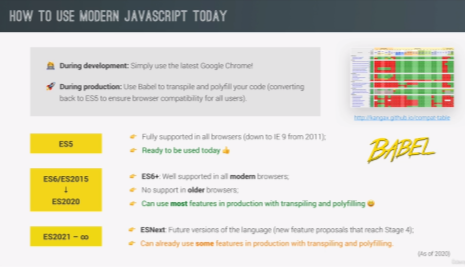 HOW TO USE MODERN JAVASCRIPT TODAY
During development: Simply use the latest Google Chrome!
During production: Use Babel to transpile and polyfill your code (converting
back to ES5 to ensure browser compatibility for all users).
http://kangax.github.io/compat-table
BABEL
ES5
Fully supported in all browsers (down to IE 9 from 2011);
Ready to be used today 👍
ES6/ES2015
↓
ES2020
ES6+: Well supported in all modern browsers;
No support in older browsers;
Can use most features in production with transpiling and polyfilling 😀
ES2021 – ∞
ESNext: Future versions of the language (new feature proposals that reach Stage 4);
Can already use some features in production with transpiling and polyfilling.
(As of 2020)